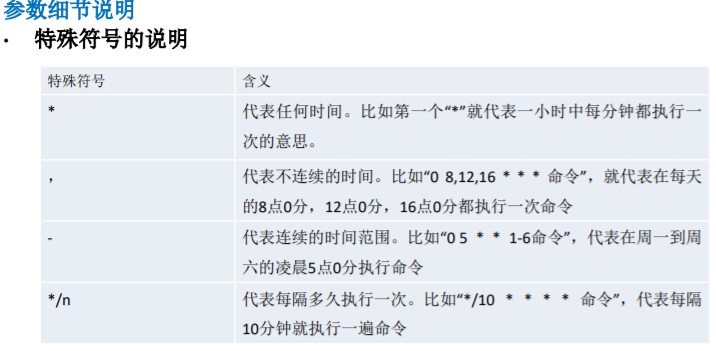 参数细节说明
· 特殊符号的说明
特殊符号 含义
* 代表任何时间。比如第一个“*”就代表一小时中每分钟都执行一
次的意思。
， 代表不连续的时间。比如“0 8,12,16 * * * 命令”，就代表在每天
的8点0分，12点0分，16点0分都执行一次命令
- 代表连续的时间范围。比如“0 5 * * 1-6命令”，代表在周一到周
六的凌晨5点0分执行命令
*/n 代表每隔多久执行一次。比如“*/10 * * * * 命令”，代表每隔
10分钟就执行一遍命令